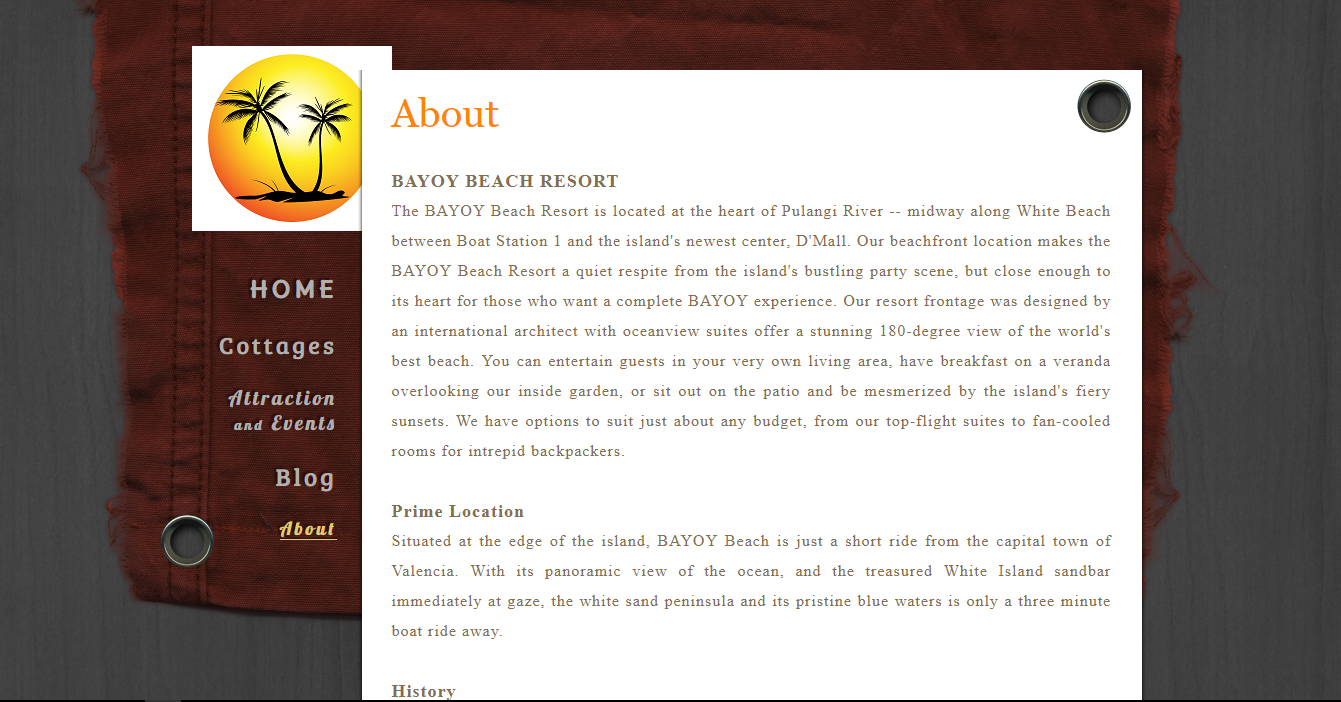 About
BAYOY BEACH RESORT
The BAYOY Beach Resort is located at the heart of Pulangi River -- midway along White Beach
between Boat Station 1 and the island's newest center, D'Mall. Our beachfront location makes the
BAYOY Beach Resort a quiet respite from the island's bustling party scene, but close enough to
its heart for those who want a complete BAYOY experience. Our resort frontage was designed by
an international architect with oceanview suites offer a stunning 180-degree view of the world's
best beach. You can entertain guests in your very own living area, have breakfast on a veranda
overlooking our inside garden, or sit out on the patio and be mesmerized by the island's fiery
sunsets. We have options to suit just about any budget, from our top-flight suites to fan-cooled
rooms for intrepid backpackers.
Prime Location
Situated at the edge of the island, BAYOY Beach is just a short ride from the capital town of
Valencia. With its panoramic view of the ocean, and the treasured White Island sandbar
immediately at gaze, the white sand peninsula and its pristine blue waters is only a three minute
boat ride away.
History
HOME
Cottages
Attraction
and Events
Blog
About